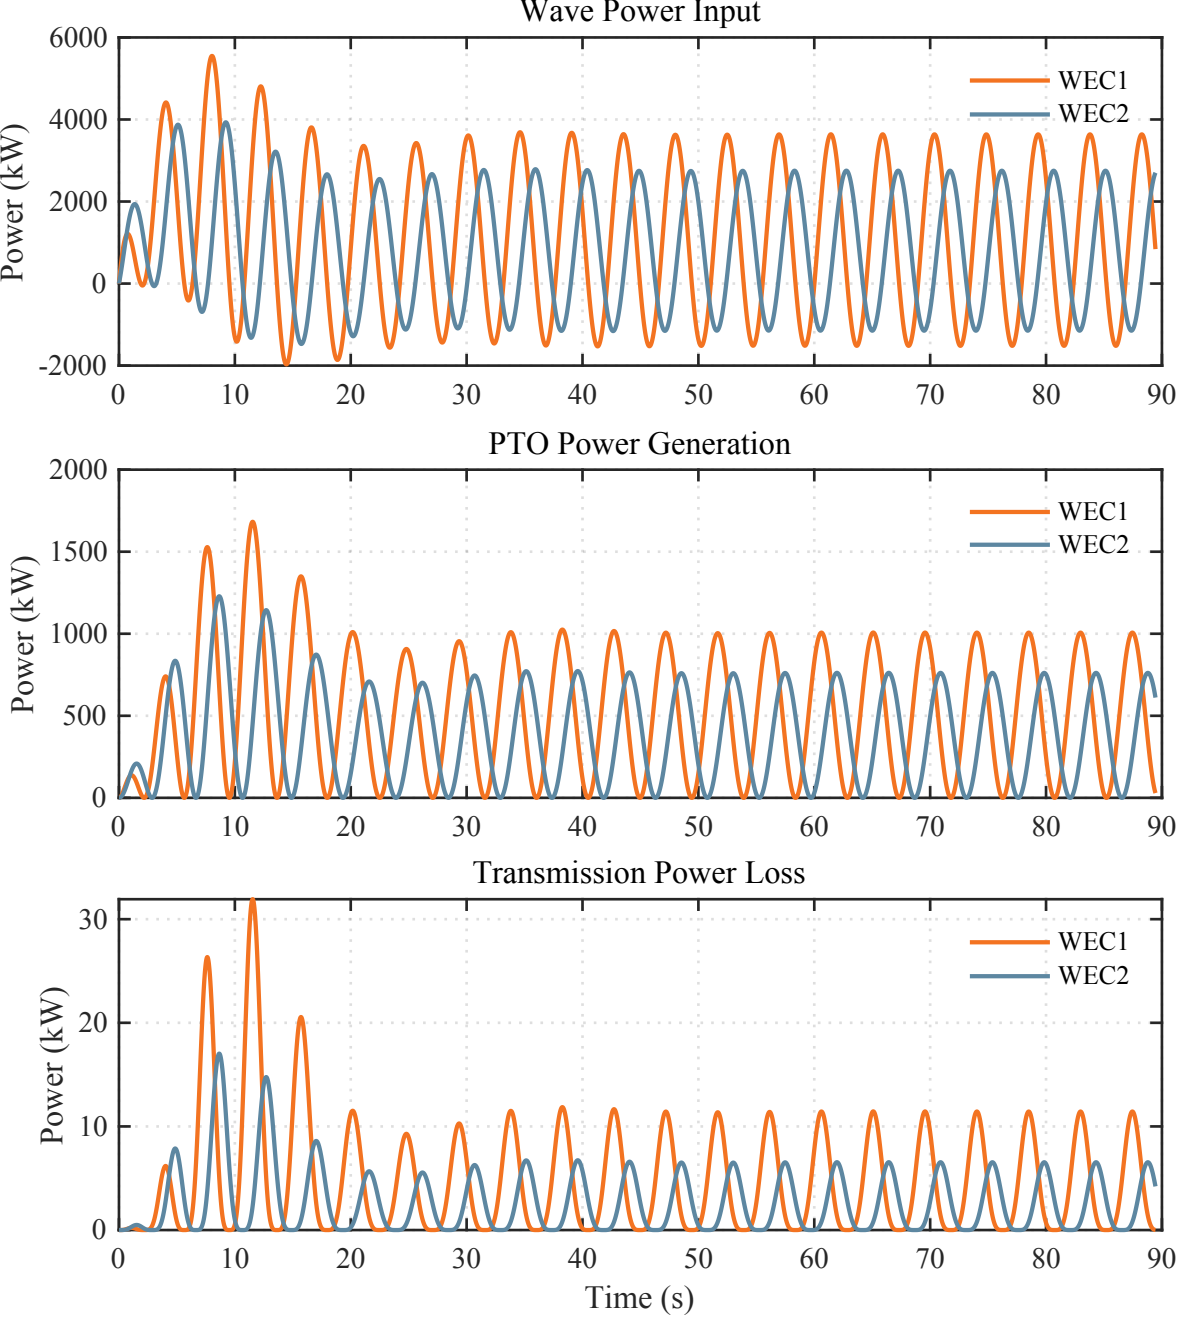 Wave Power Input
6000
4000
2000
0
-2000
Power (kW)
WEC1
WEC2
0 10 20 30 40 50 60 70 80 90
PTO Power Generation
2000
1500
1000
500
0
Power (kW)
WEC1
WEC2
0 10 20 30 40 50 60 70 80 90
Transmission Power Loss
30
20
10
0
Power (kW)
WEC1
WEC2
0 10 20 30 40 50 60 70 80 90
Time (s)